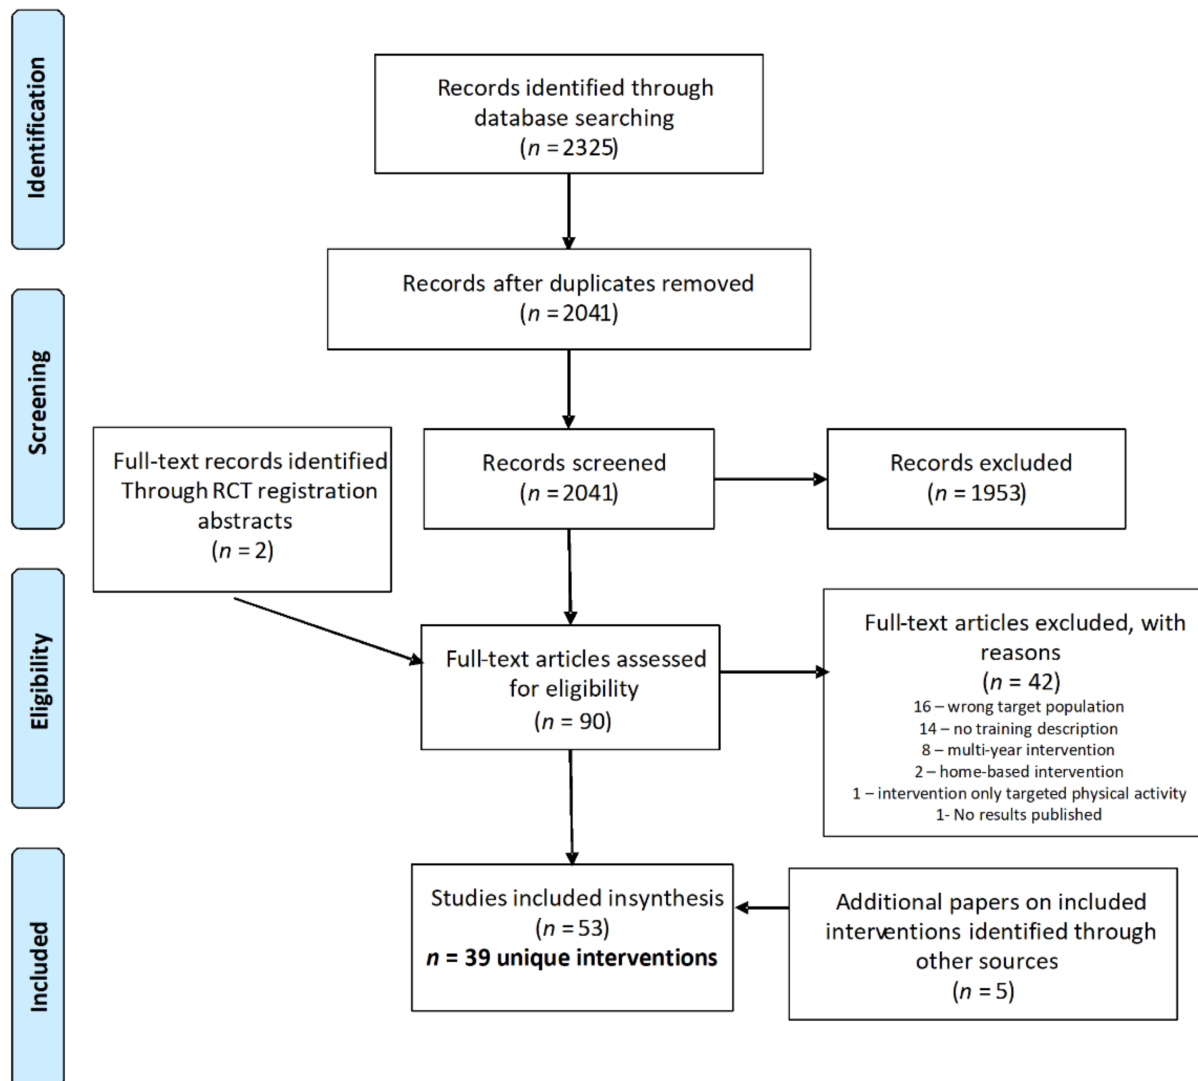 Identification
Records identified through
database searching
(n = 2325)
Records after duplicates removed
(n = 2041)
Screening
Full-text records identified
Through RCT registration
abstracts
(n = 2)
Records screened
(n = 2041)
Records excluded
(n = 1953)
Eligibility
Full-text articles assessed
for eligibility
(n = 90)
Full-text articles excluded, with
reasons
(n = 42)
16 – wrong target population
14 – no training description
8 – multi-year intervention
2 – home-based intervention
1 – intervention only targeted physical activity
1- No results published
Included
Studies included insynthesis
(n = 53)
n = 39 unique interventions
Additional papers on included
interventions identified through
other sources
(n = 5)